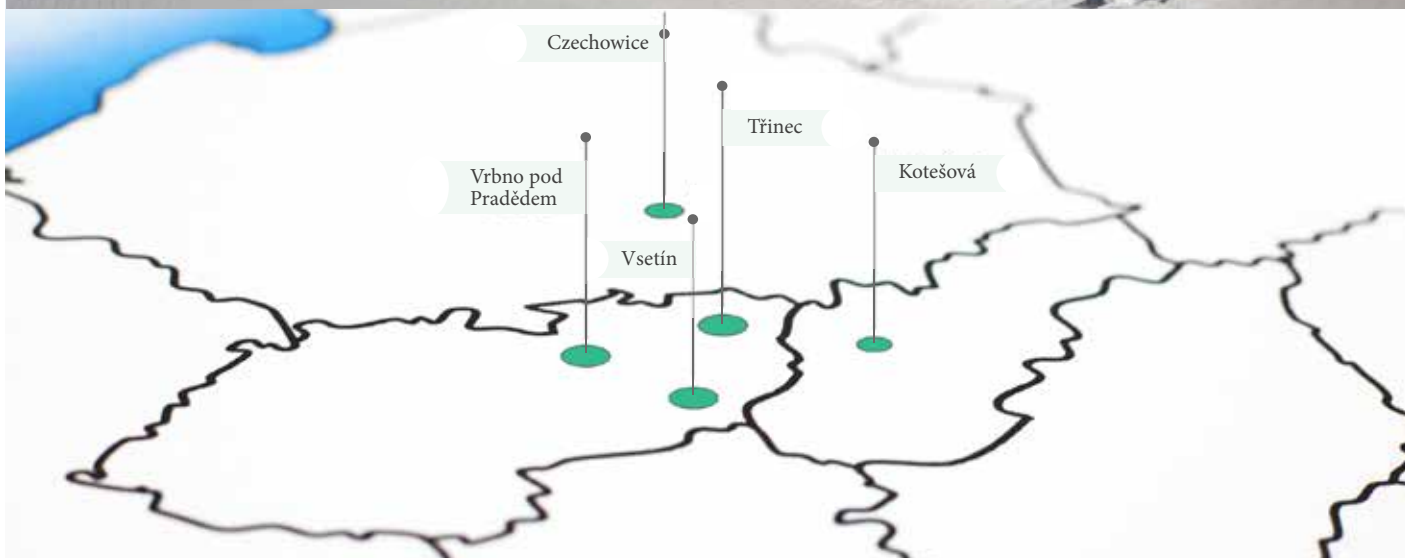 Czechowice
Třinec
Vrbno pod
Pradědem
Kotešová
Vsetín